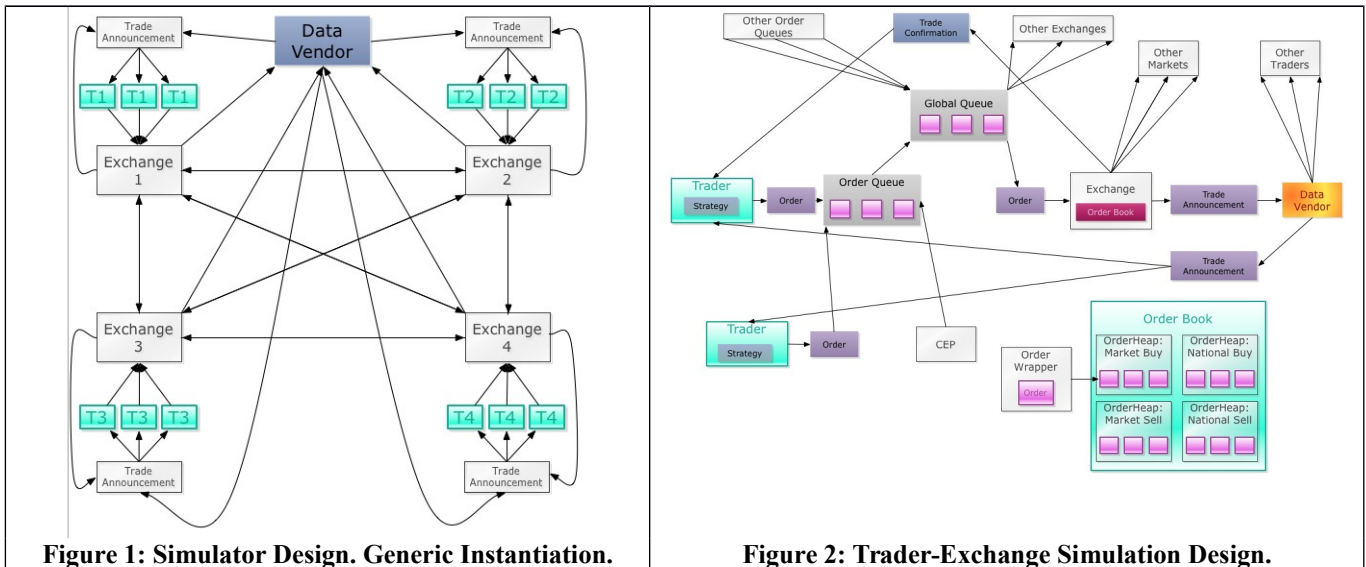 Trade
Announcement
Data
Vendor
Trade
Announcement
T1 T1 T1
T2 T2 T2
Exchange
1
Exchange
2
Exchange
3
Exchange
4
T3 T3 T3
T4 T4 T4
Trade
Announcement
Trade
Announcement
Figure 1: Simulator Design. Generic Instantiation.
Other Order
Queues
Trade
Confirmation
Other Exchanges
Other
Markets
Other
Traders
Global Queue
Trader
Strategy
Order
Order Queue
Order
Exchange
Order Book
Trade
Announcement
Data
Vendor
Trade
Announcement
Trader
Strategy
Order
CEP
Order
Wrapper
Order
Order Book
OrderHeap:
Market Buy
OrderHeap:
National Buy
OrderHeap:
Market Sell
OrderHeap:
National Sell
Figure 2: Trader-Exchange Simulation Design.